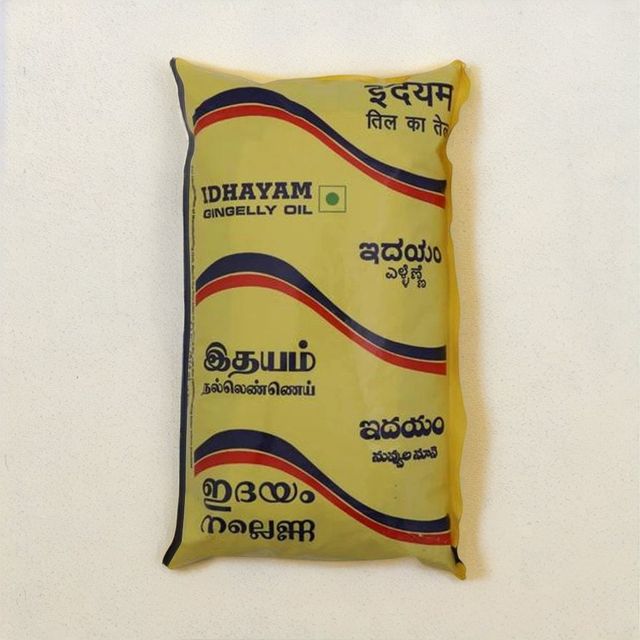 इदयम
तिल का तेल
IDHAYAM
GINGELLY OIL
ಇದಯಂ
ಎಳ್ಳೆಣ್ಣೆ
இதயம்
நல்லெண்ணெய்
ఇదయం
నువ్వుల నూనె
ഇദയം
നല്ലെണ്ണ